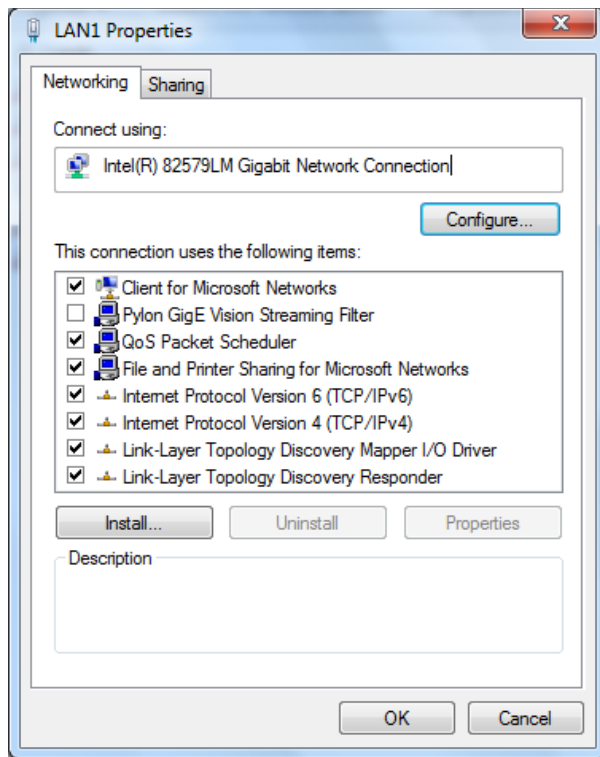 LAN1 Properties
X
Networking
Sharing
Connect using:
Intel(R) 82579LM Gigabit Network Connection
Configure...
This connection uses the following items:
Client for Microsoft Networks
Pylon GigE Vision Streaming Filter
QoS Packet Scheduler
File and Printer Sharing for Microsoft Networks
Internet Protocol Version 6 (TCP/IPv6)
Internet Protocol Version 4 (TCP/IPv4)
Link-Layer Topology Discovery Mapper I/O Driver
Link-Layer Topology Discovery Responder
Install...
Uninstall
Properties
Description
OK
Cancel